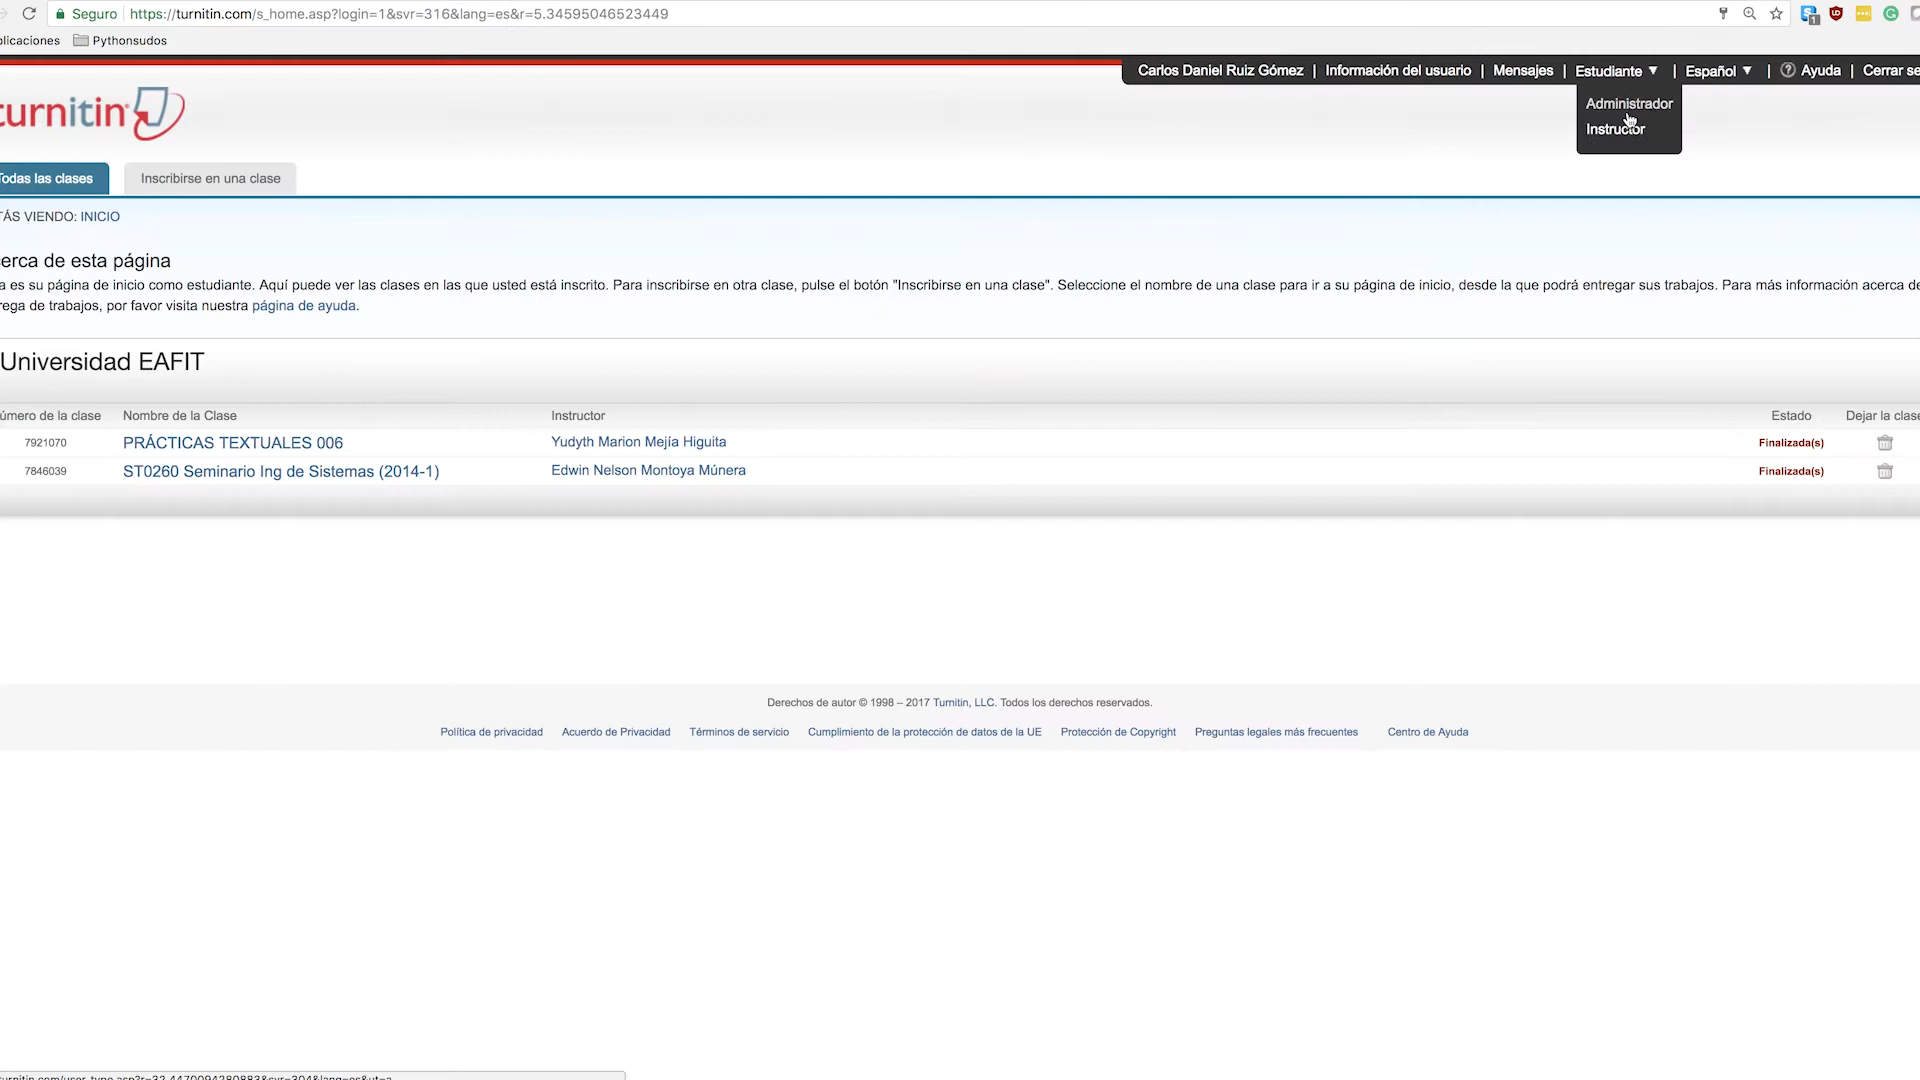 Seguro https://turnitin.com/s_home.asp?login=1&svr=316&lang=es&r=5.34595046523449
plicaciones Pythonsudos
Carlos Daniel Ruiz Gómez | Información del usuario | Mensajes | Estudiante ▼ | Español ▼ | ? Ayuda | Cerrar se
Administrador
Instructor
turnitin
Todas las clases Inscribirse en una clase
TÁS VIENDO: INICIO
erca de esta página
a es su página de inicio como estudiante. Aquí puede ver las clases en las que usted está inscrito. Para inscribirse en otra clase, pulse el botón "Inscribirse en una clase". Seleccione el nombre de una clase para ir a su página de inicio, desde la que podrá entregar sus trabajos. Para más información acerca de
rega de trabajos, por favor visita nuestra página de ayuda.
Universidad EAFIT
úmero de la clase Nombre de la Clase Instructor Estado Dejar la clase
7921070 PRÁCTICAS TEXTUALES 006 Yudyth Marion Mejía Higuita Finalizada(s)
7846039 ST0260 Seminario Ing de Sistemas (2014-1) Edwin Nelson Montoya Múnera Finalizada(s)
Derechos de autor © 1998 – 2017 Turnitin, LLC. Todos los derechos reservados.
Política de privacidad Acuerdo de Privacidad Términos de servicio Cumplimiento de la protección de datos de la UE Protección de Copyright Preguntas legales más frecuentes Centro de Ayuda